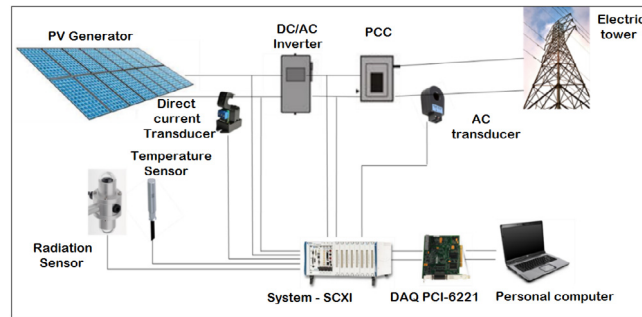 PV Generator
DC/AC
Inverter
PCC
Electric
tower
Direct
current
Transducer
AC
transducer
Temperature
Sensor
Radiation
Sensor
System - SCXI
DAQ PCI-6221
Personal computer